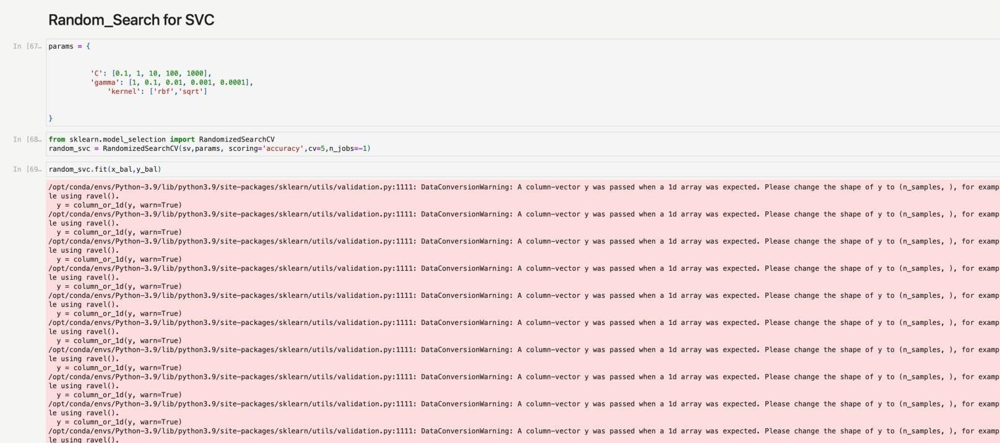 Random_Search for SVC
In [67…
params = {
'C': [0.1, 1, 10, 100, 1000],
'gamma': [1, 0.1, 0.01, 0.001, 0.0001],
'kernel': ['rbf','sqrt']
}
In [68…
from sklearn.model_selection import RandomizedSearchCV
random_svc = RandomizedSearchCV(sv,params, scoring='accuracy',cv=5,n_jobs=-1)
In [69…
random_svc.fit(x_bal,y_bal)
/opt/conda/envs/Python-3.9/lib/python3.9/site-packages/sklearn/utils/validation.py:1111: DataConversionWarning: A column-vector y was passed when a 1d array was expected. Please change the shape of y to (n_samples, ), for examp
le using ravel().
y = column_or_1d(y, warn=True)
/opt/conda/envs/Python-3.9/lib/python3.9/site-packages/sklearn/utils/validation.py:1111: DataConversionWarning: A column-vector y was passed when a 1d array was expected. Please change the shape of y to (n_samples, ), for examp
le using ravel().
y = column_or_1d(y, warn=True)
/opt/conda/envs/Python-3.9/lib/python3.9/site-packages/sklearn/utils/validation.py:1111: DataConversionWarning: A column-vector y was passed when a 1d array was expected. Please change the shape of y to (n_samples, ), for examp
le using ravel().
y = column_or_1d(y, warn=True)
/opt/conda/envs/Python-3.9/lib/python3.9/site-packages/sklearn/utils/validation.py:1111: DataConversionWarning: A column-vector y was passed when a 1d array was expected. Please change the shape of y to (n_samples, ), for examp
le using ravel().
y = column_or_1d(y, warn=True)
/opt/conda/envs/Python-3.9/lib/python3.9/site-packages/sklearn/utils/validation.py:1111: DataConversionWarning: A column-vector y was passed when a 1d array was expected. Please change the shape of y to (n_samples, ), for examp
le using ravel().
y = column_or_1d(y, warn=True)
/opt/conda/envs/Python-3.9/lib/python3.9/site-packages/sklearn/utils/validation.py:1111: DataConversionWarning: A column-vector y was passed when a 1d array was expected. Please change the shape of y to (n_samples, ), for examp
le using ravel().
y = column_or_1d(y, warn=True)
/opt/conda/envs/Python-3.9/lib/python3.9/site-packages/sklearn/utils/validation.py:1111: DataConversionWarning: A column-vector y was passed when a 1d array was expected. Please change the shape of y to (n_samples, ), for examp
le using ravel().
y = column_or_1d(y, warn=True)
/opt/conda/envs/Python-3.9/lib/python3.9/site-packages/sklearn/utils/validation.py:1111: DataConversionWarning: A column-vector y was passed when a 1d array was expected. Please change the shape of y to (n_samples, ), for examp
le using ravel().
y = column_or_1d(y, warn=True)
/opt/conda/envs/Python-3.9/lib/python3.9/site-packages/sklearn/utils/validation.py:1111: DataConversionWarning: A column-vector y was passed when a 1d array was expected. Please change the shape of y to (n_samples, ), for examp
le using ravel().
y = column_or_1d(y, warn=True)
/opt/conda/envs/Python-3.9/lib/python3.9/site-packages/sklearn/utils/validation.py:1111: DataConversionWarning: A column-vector y was passed when a 1d array was expected. Please change the shape of y to (n_samples, ), for examp
le using ravel().